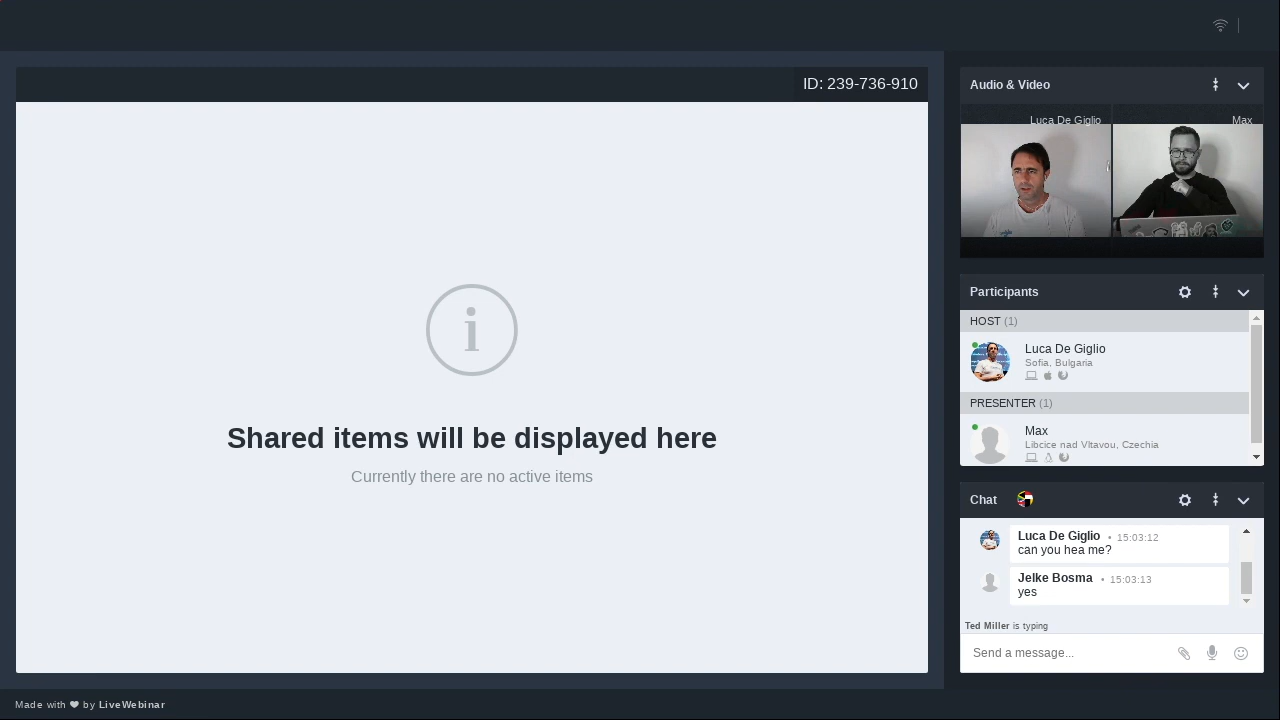 ID: 239-736-910
Shared items will be displayed here
Currently there are no active items
Audio & Video
Luca De Giglio
Max
Participants
HOST (1)
Luca De Giglio
Sofia, Bulgaria
PRESENTER (1)
Max
Libcice nad Vltavou, Czechia
Chat
Luca De Giglio • 15:03:12
can you hea me?
Jelke Bosma • 15:03:13
yes
Ted Miller is typing
Send a message...
Made with ❤ by LiveWebinar